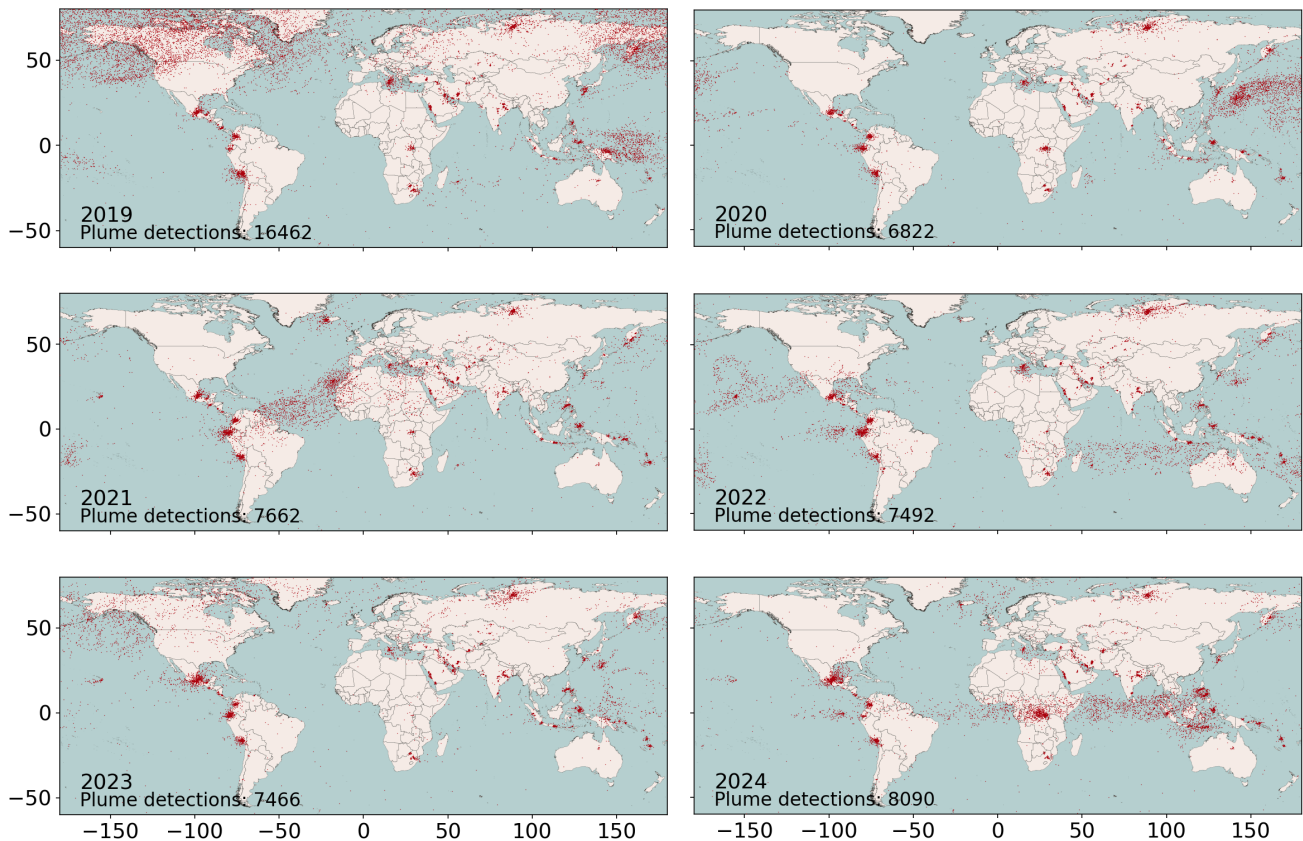 50
0
−50
2019
Plume detections: 16462
2020
Plume detections: 6822
50
0
−50
2021
Plume detections: 7662
2022
Plume detections: 7492
50
0
−50
2023
Plume detections: 7466
2024
Plume detections: 8090
−150 −100 −50 0 50 100 150
−150 −100 −50 0 50 100 150